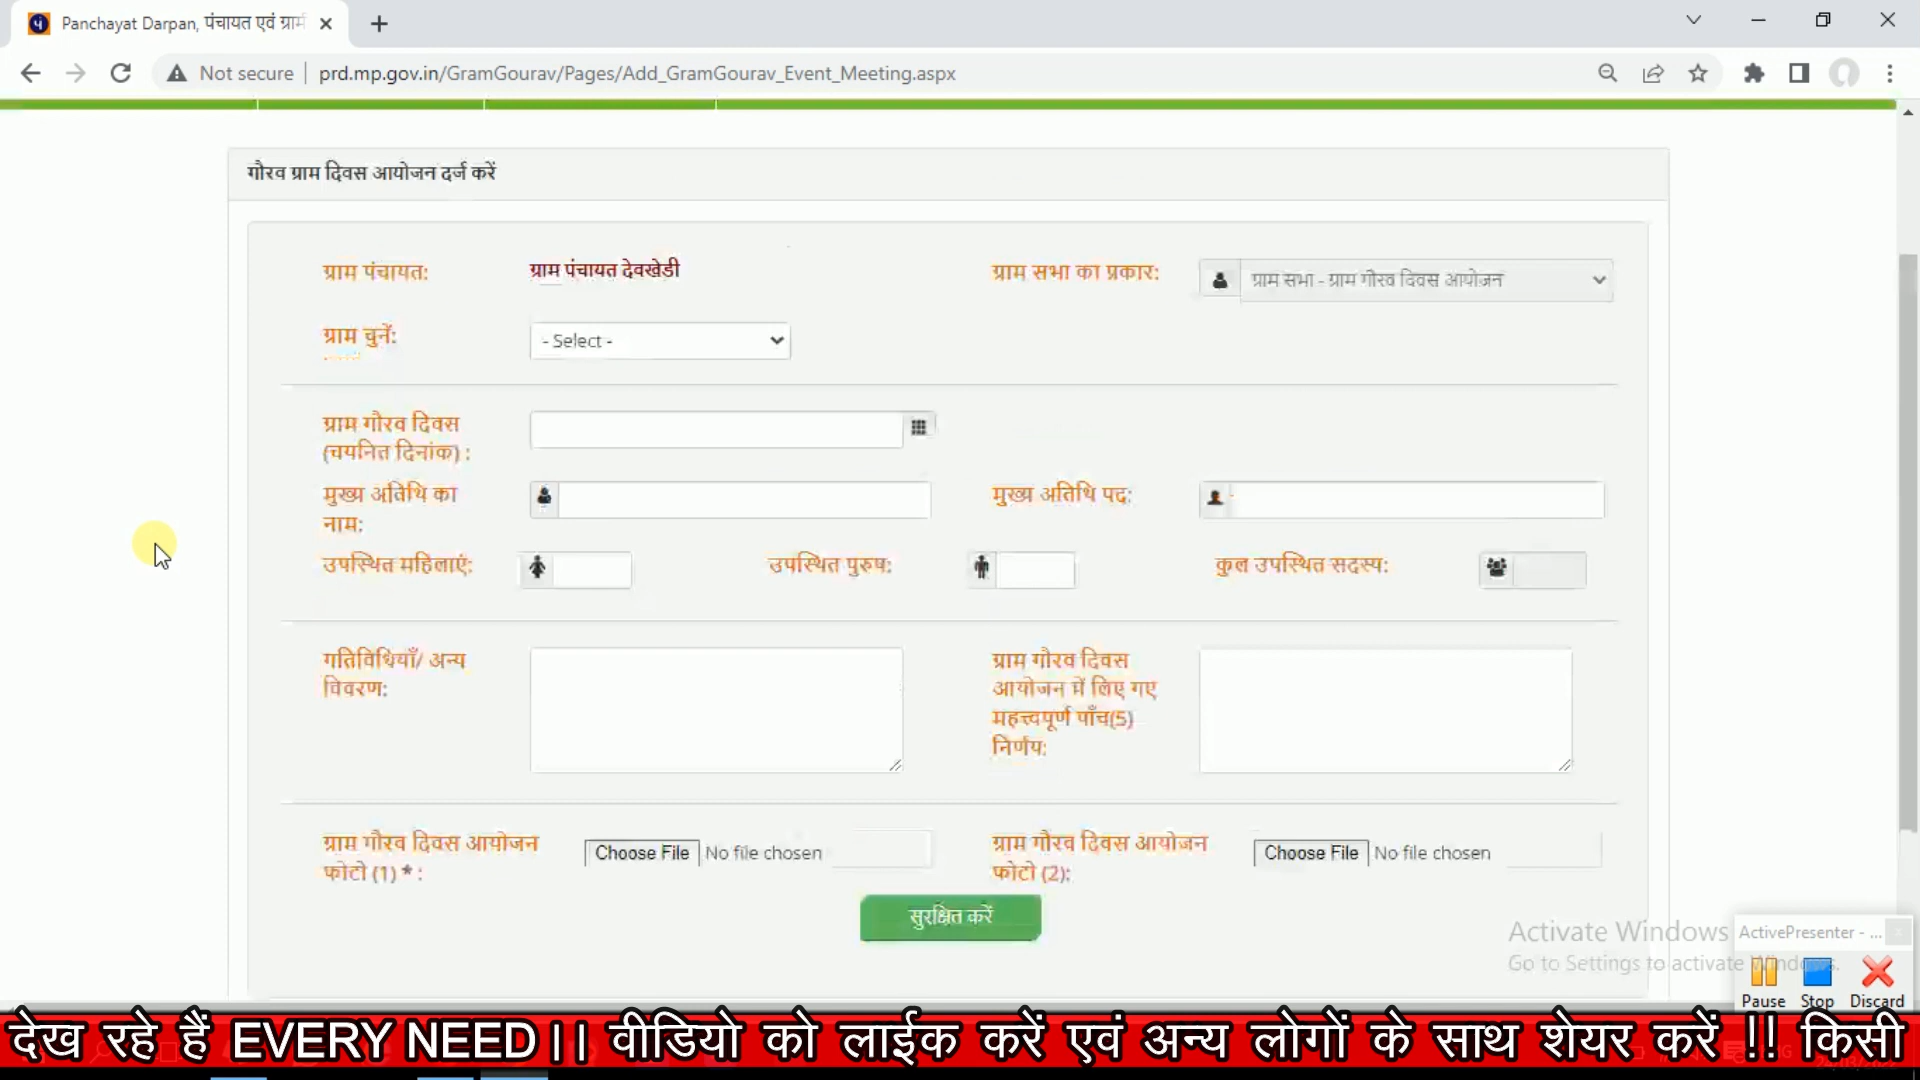 Panchayat Darpan, पंचायत एवं ग्रामी
Not secure | prd.mp.gov.in/GramGourav/Pages/Add_GramGourav_Event_Meeting.aspx
गौरव ग्राम दिवस आयोजन दर्ज करें
ग्राम पंचायत: ग्राम पंचायत देवखेडी ग्राम सभा का प्रकार: ग्राम सभा - ग्राम गौरव दिवस आयोजन
ग्राम चुनें: - Select -
ग्राम गौरव दिवस
(चयनित दिनांक) :
मुख्य अतिथि का
नाम:
मुख्य अतिथि पद:
उपस्थित महिलाएं: उपस्थित पुरुष: कुल उपस्थित सदस्य:
गतिविधियाँ/ अन्य
विवरण:
ग्राम गौरव दिवस
आयोजन में लिए गए
महत्त्वपूर्ण पाँच(5)
निर्णय:
ग्राम गौरव दिवस आयोजन
फोटो (1) * :
Choose File No file chosen
ग्राम गौरव दिवस आयोजन
फोटो (2):
Choose File No file chosen
सुरक्षित करें
Activate Windows
Go to Settings to activate Windows.
ActivePresenter - ...
Pause Stop Discard
देख रहे हैं EVERY NEED || वीडियो को लाईक करें एवं अन्य लोगों के साथ शेयर करें !! किसी